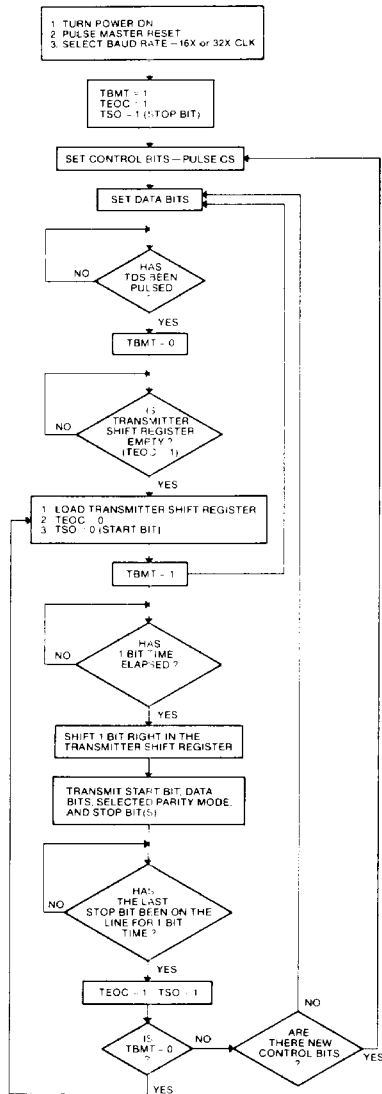 1 TURN POWER ON
2 PULSE MASTER RESET
3. SELECT BAUD RATE – 16X or 32X CLK
TBMT = 1
TEOC = 1
TSO = 1 (STOP BIT)
SET CONTROL BITS – PULSE CS
SET DATA BITS
HAS
TDS BEEN
PULSED
?
NO
YES
TBMT = 0
IS
TRANSMITTER
SHIFT REGISTER
EMPTY ?
(TEOC = 1)
NO
YES
1 LOAD TRANSMITTER SHIFT REGISTER
2 TEOC = 0
3 TSO = 0 (START BIT)
TBMT = 1
HAS
1 BIT TIME
ELAPSED ?
NO
YES
SHIFT 1 BIT RIGHT IN THE
TRANSMITTER SHIFT REGISTER
TRANSMIT START BIT, DATA
BITS, SELECTED PARITY MODE,
AND STOP BIT(S)
HAS
THE LAST
STOP BIT BEEN ON THE
LINE FOR 1 BIT
TIME ?
NO
YES
TEOC = 1 TSO = 1
IS
TBMT = 0
?
NO
YES
ARE
THERE NEW
CONTROL BITS
?
NO
YES